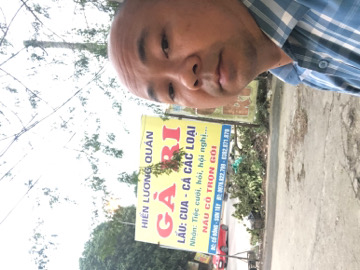 HIỀN LƯƠNG QUÁN
GÀ RI
LẨU: CUA - CÁ CÁC LOẠI
Nhận: Tiệc cưới, hỏi, hội nghị...
NẤU CỖ TRỌN GÓI